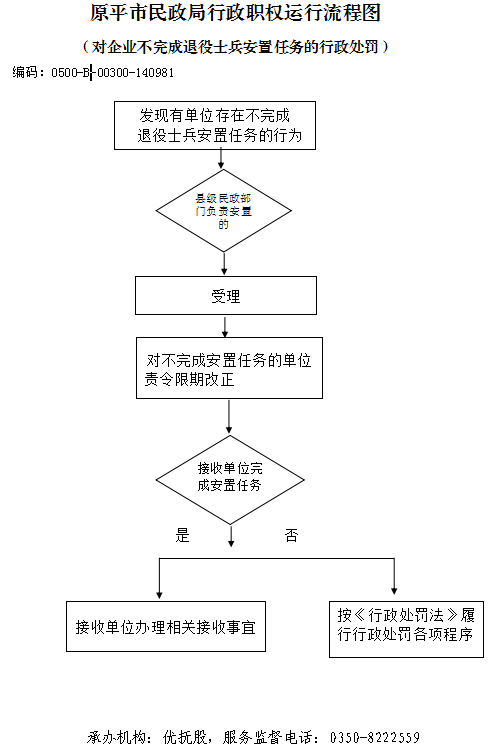 原平市民政局行政职权运行流程图
（对企业不完成退役士兵安置任务的行政处罚）
编码：0500-B-00300-140981
发现有单位存在不完成
退役士兵安置任务的行为
县级民政部
门负责安置
的
受理
对不完成安置任务的单位
责令限期改正
接收单位完
成安置任务
是
否
接收单位办理相关接收事宜
按《行政处罚法》履
行行政处罚各项程序
承办机构：优抚股，服务监督电话：0350-8222559